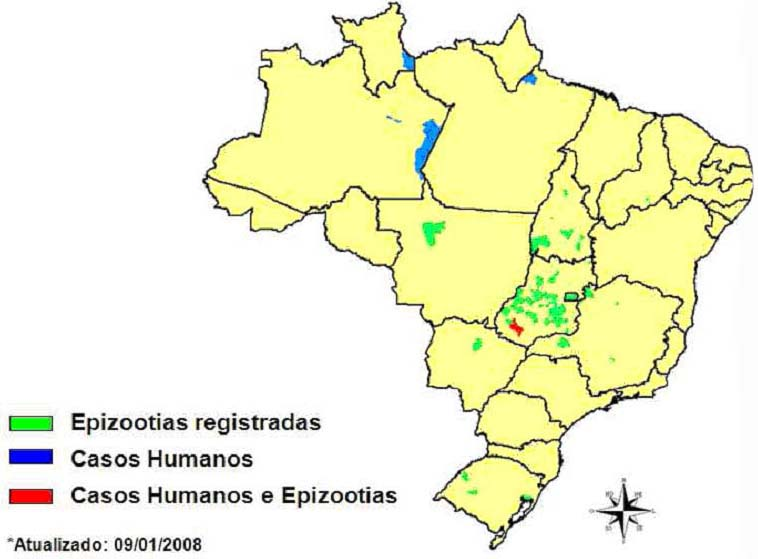 Epizootias registradas
Casos Humanos
Casos Humanos e Epizootias
*Atualizado: 09/01/2008